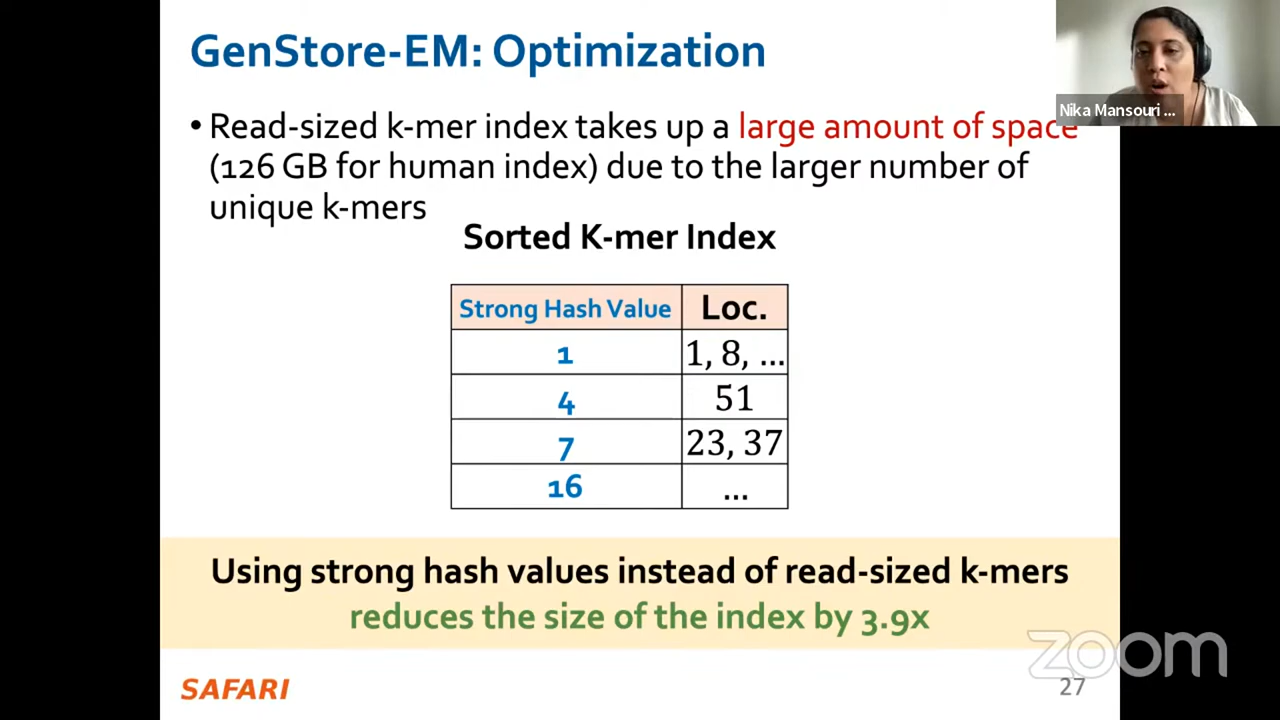 GenStore-EM: Optimization
Nika Mansouri ...
• Read-sized k-mer index takes up a large amount of space
(126 GB for human index) due to the larger number of
unique k-mers
Sorted K-mer Index
Strong Hash Value Loc.
1 1, 8, ...
4 51
7 23, 37
16 ...
Using strong hash values instead of read-sized k-mers
reduces the size of the index by 3.9x
zoom
SAFARI 27